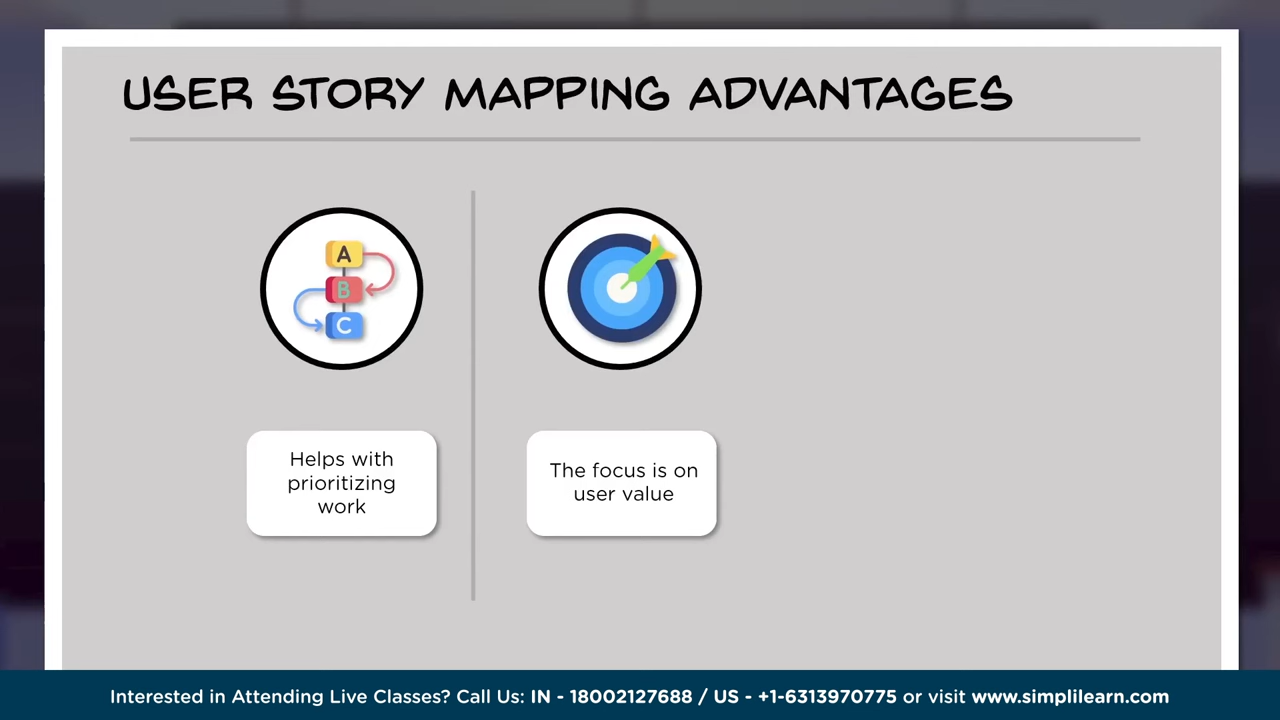 USER STORY MAPPING ADVANTAGES
A
B
C
Helps with
prioritizing
work
The focus is on
user value
Interested in Attending Live Classes? Call Us: IN - 18002127688 / US - +1-6313970775 or visit www.simplilearn.com